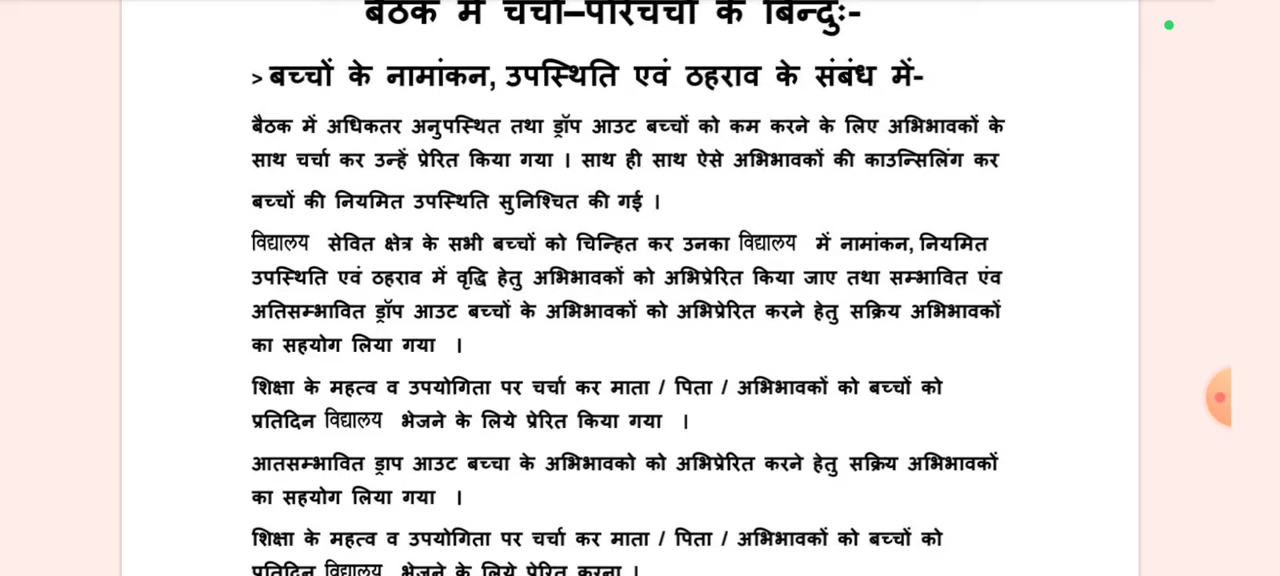 बैठक में चर्चा–परिचर्चा के बिन्दुः-
> बच्चों के नामांकन, उपस्थिति एवं ठहराव के संबंध में-
बैठक में अधिकतर अनुपस्थित तथा ड्रॉप आउट बच्चों को कम करने के लिए अभिभावकों के
साथ चर्चा कर उन्हें प्रेरित किया गया । साथ ही साथ ऐसे अभिभावकों की काउन्सिलिंग कर
बच्चों की नियमित उपस्थिति सुनिश्चित की गई ।
विद्यालय सेवित क्षेत्र के सभी बच्चों को चिन्हित कर उनका विद्यालय में नामांकन, नियमित
उपस्थिति एवं ठहराव में वृद्धि हेतु अभिभावकों को अभिप्रेरित किया जाए तथा सम्भावित एंव
अतिसम्भावित ड्रॉप आउट बच्चों के अभिभावकों को अभिप्रेरित करने हेतु सक्रिय अभिभावकों
का सहयोग लिया गया ।
शिक्षा के महत्व व उपयोगिता पर चर्चा कर माता / पिता / अभिभावकों को बच्चों को
प्रतिदिन विद्यालय भेजने के लिये प्रेरित किया गया ।
आतसम्भावित ड्राप आउट बच्चा के अभिभावको को अभिप्रेरित करने हेतु सक्रिय अभिभावकों
का सहयोग लिया गया ।
शिक्षा के महत्व व उपयोगिता पर चर्चा कर माता / पिता / अभिभावकों को बच्चों को
प्रतिदिन विद्यालय भेजने के लिये प्रेरित करना ।